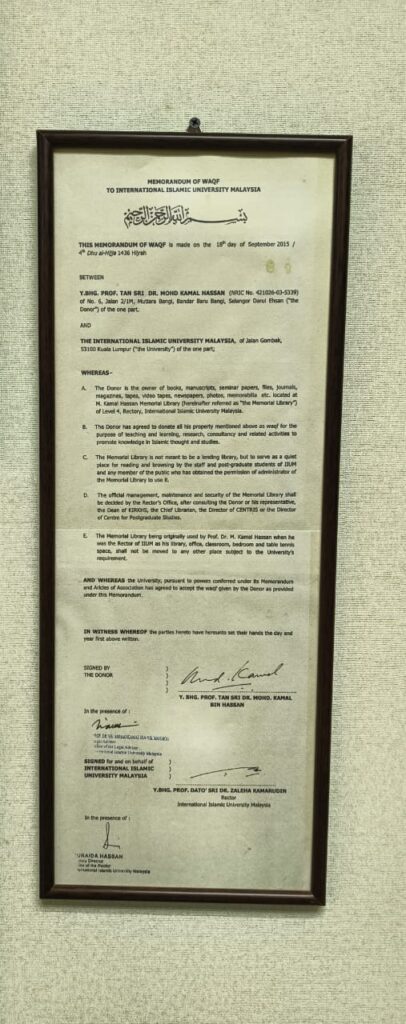 MEMORANDUM OF WAQF
TO INTERNATIONAL ISLAMIC UNIVERSITY MALAYSIA
بسم الله الرحمن الرحيم
THIS MEMORANDUM OF WAQF is made on the 18th day of September 2015 /
4th Dhu al-Hijja 1436 Hijrah
BETWEEN
Y.BHG. PROF. TAN SRI DR. MOHD KAMAL HASSAN (NRIC No. 421026-03-5339)
of No. 6, Jalan 2/1M, Mutiara Bangi, Bandar Baru Bangi, Selangor Darul Ehsan ("the
Donor") of the one part.
AND
THE INTERNATIONAL ISLAMIC UNIVERSITY MALAYSIA, of Jalan Gombak,
53100 Kuala Lumpur ("the University") of the one part;
WHEREAS-
A. The Donor is the owner of books, manuscripts, seminar papers, files, journals,
magazines, tapes, video tapes, newspapers, photos, memorabilia etc. located at
M. Kamal Hassan Memorial Library (hereinafter referred as "the Memorial Library")
of Level 4, Rectory, International Islamic University Malaysia.
B. The Donor has agreed to donate all his property mentioned above as waqf for the
purpose of teaching and learning, research, consultancy and related activities to
promote knowledge in Islamic thought and studies.
C. The Memorial Library is not meant to be a lending library, but to serve as a quiet
place for reading and browsing by the staff and post-graduate students of IIUM
and any member of the public who has obtained the permission of administrator of
the Memorial Library to use it.
D. The official management, maintenance and security of the Memorial Library shall
be decided by the Rector's Office, after consulting the Donor or his representative,
the Dean of KIRKHS, the Chief Librarian, the Director of CENTRIS or the Director
of Centre for Postgraduate Studies.
E. The Memorial Library being originally used by Prof. Dr. M. Kamal Hassan when he
was the Rector of IIUM as his library, office, classroom, bedroom and table tennis
space, shall not be moved to any other place subject to the University's
requirement.
AND WHEREAS the University, pursuant to powers conferred under its Memorandum
and Articles of Association has agreed to accept the waqf given by the Donor as provided
under this Memorandum.
IN WITNESS WHEREOF the parties hereto have hereunto set their hands the day and
year first above written.
SIGNED BY )
THE DONOR )
Mohd. Kamal
Y. BHG. PROF. TAN SRI DR. MOHD. KAMAL
BIN HASSAN
In the presence of :
Office of the Legal Adviser
International Islamic University Malaysia
SIGNED for and on behalf of )
INTERNATIONAL ISLAMIC )
UNIVERSITY MALAYSIA )
Y.BHG. PROF. DATO' SRI DR. ZALEHA KAMARUDIN
Rector
International Islamic University Malaysia
In the presence of :
HASSAN
Director
Office of the Rector
International Islamic University Malaysia